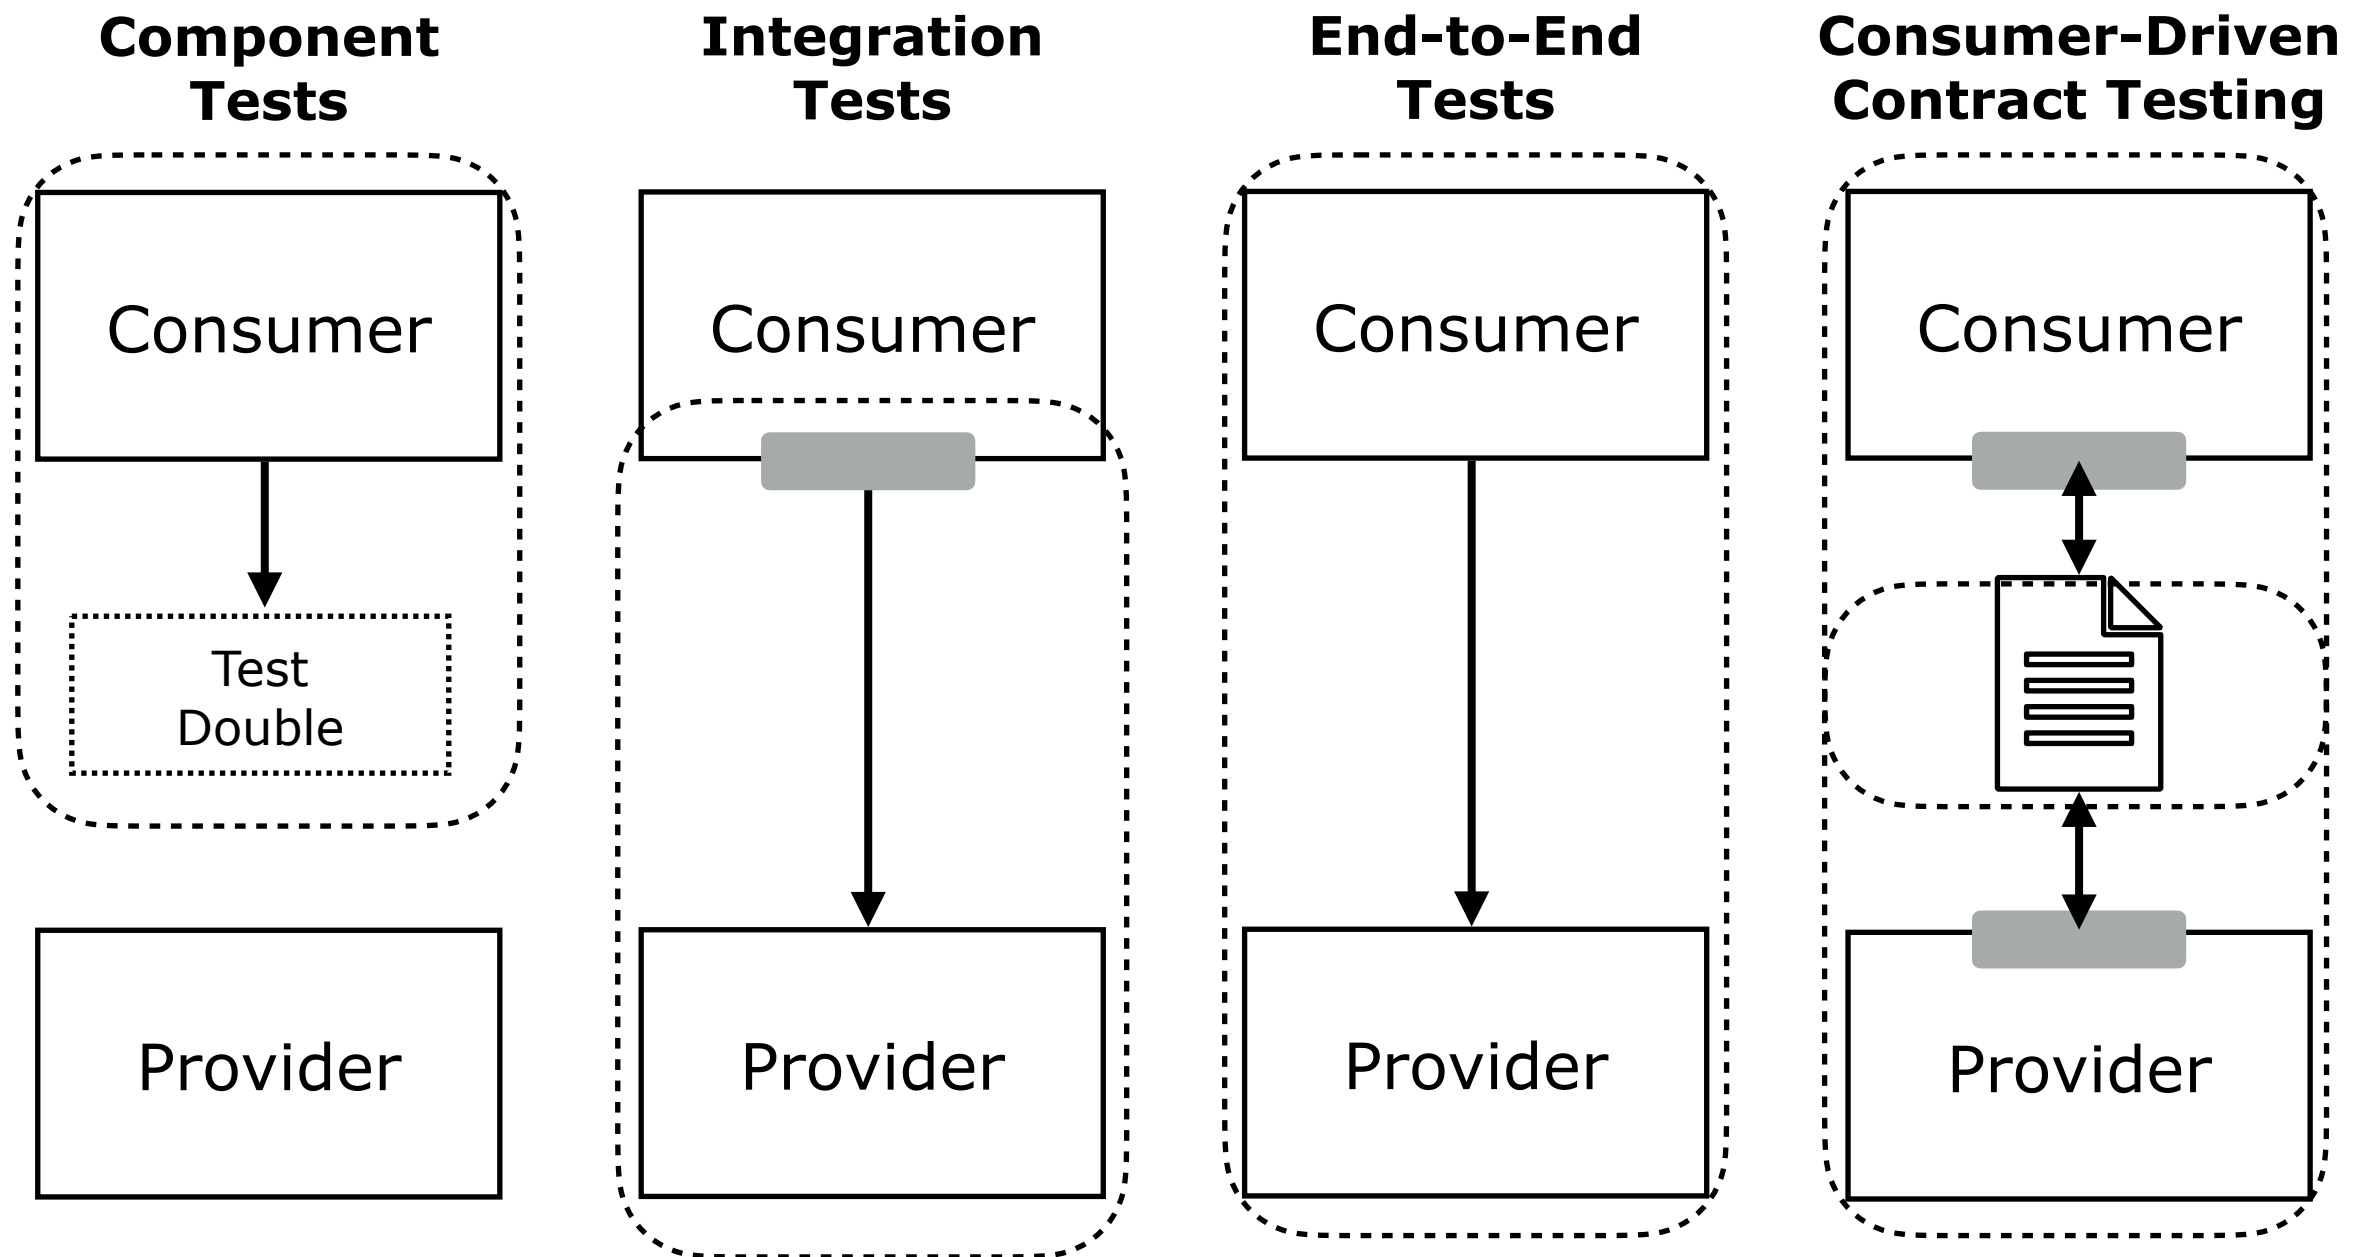 Component
Tests
Consumer
Test
Double
Provider
Integration
Tests
Consumer
Provider
End-to-End
Tests
Consumer
Provider
Consumer-Driven
Contract Testing
Consumer
Provider